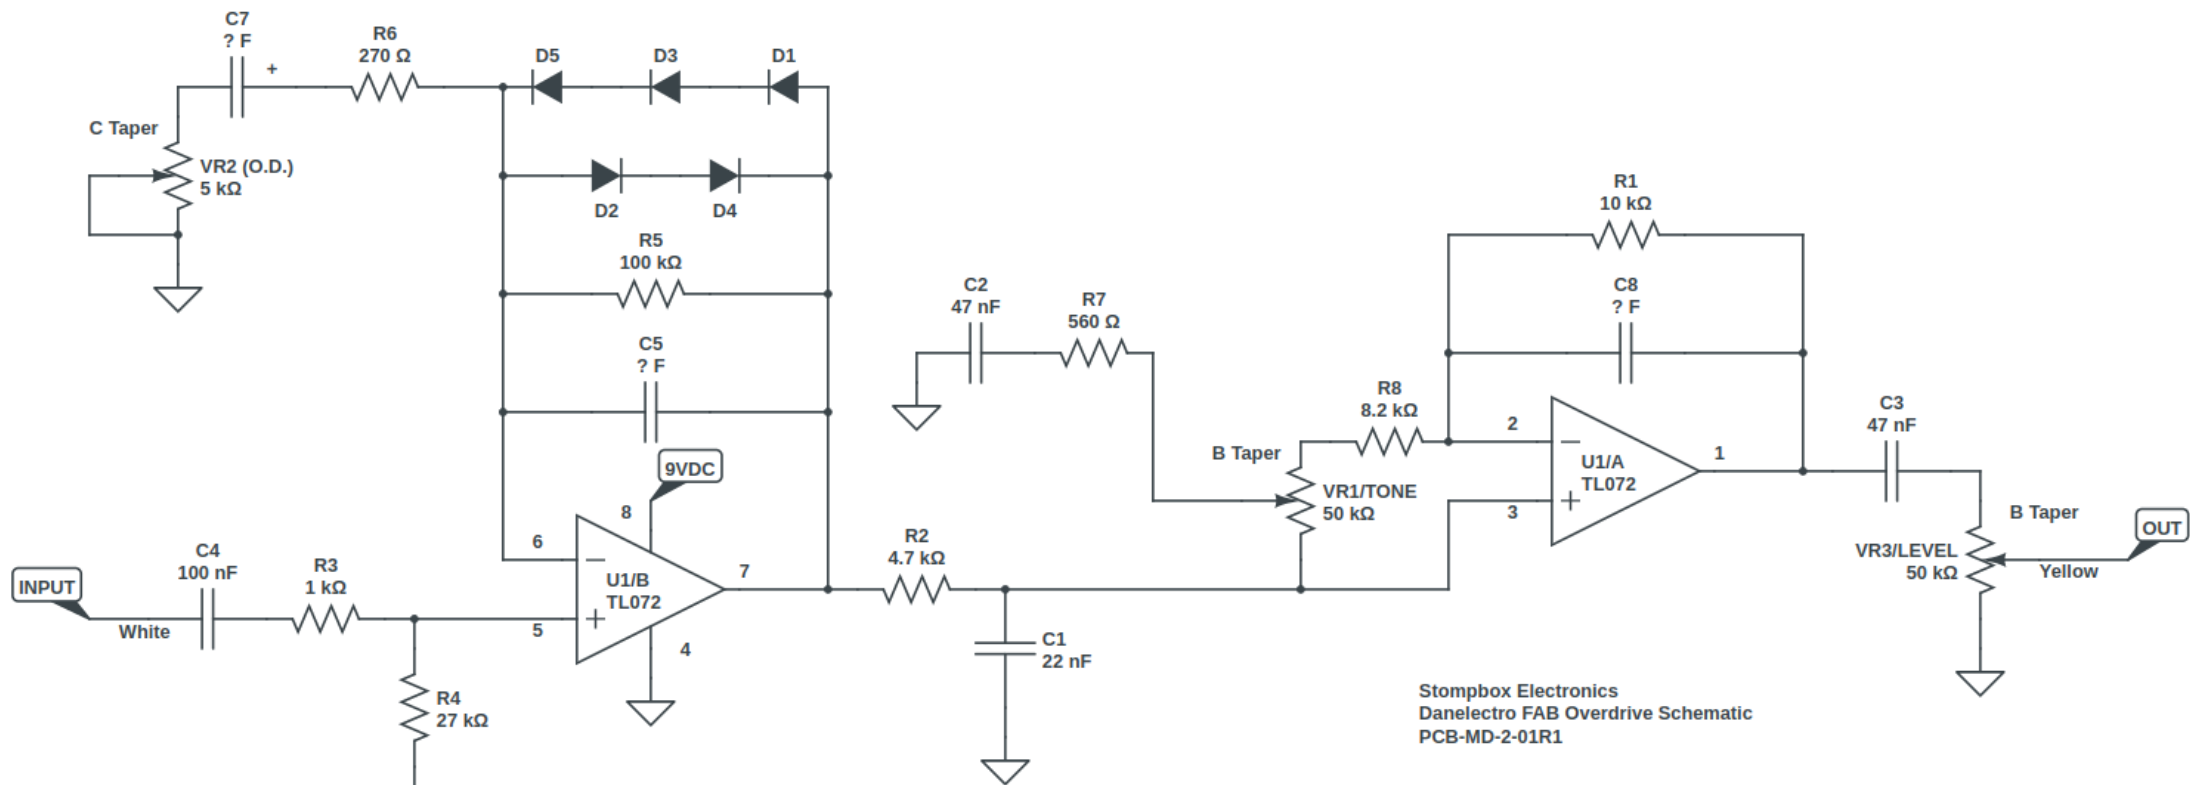 C7
? F
+
R6
270 Ω
D5
D3
D1
C Taper
VR2 (O.D.)
5 kΩ
D2
D4
R5
100 kΩ
C5
? F
9VDC
8
6
INPUT
White
C4
100 nF
R3
1 kΩ
5
U1/B
TL072
7
4
R4
27 kΩ
R2
4.7 kΩ
C1
22 nF
C2
47 nF
R7
560 Ω
B Taper
VR1/TONE
50 kΩ
R8
8.2 kΩ
R1
10 kΩ
C8
? F
2
3
U1/A
TL072
1
C3
47 nF
B Taper
VR3/LEVEL
50 kΩ
OUT
Yellow
Stompbox Electronics
Danelectro FAB Overdrive Schematic
PCB-MD-2-01R1